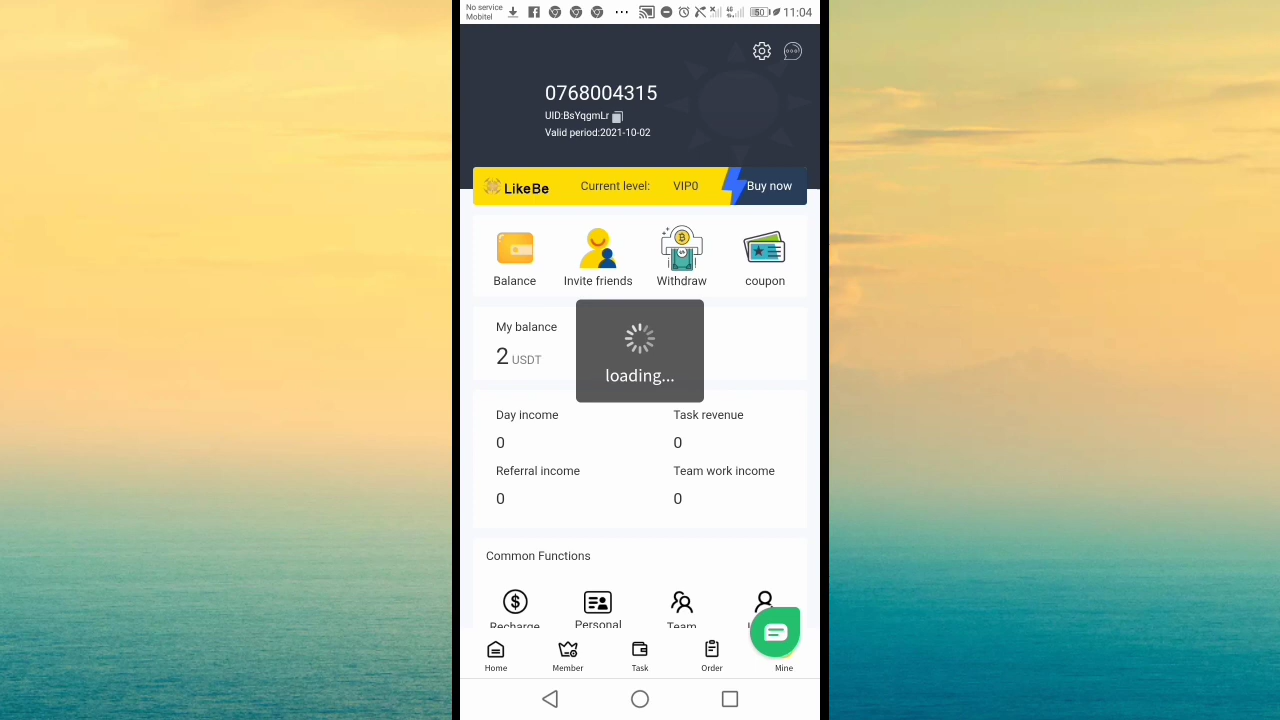 No service
Mobitel
50
11:04
0768004315
UID:BsYqgmLr
Valid period:2021-10-02
LikeBe Current level: VIP0 Buy now
Balance Invite friends Withdraw coupon
My balance
2 USDT
loading...
Day income Task revenue
0 0
Referral income Team work income
0 0
Common Functions
Recharge Personal Team
Home Member Task Order Mine